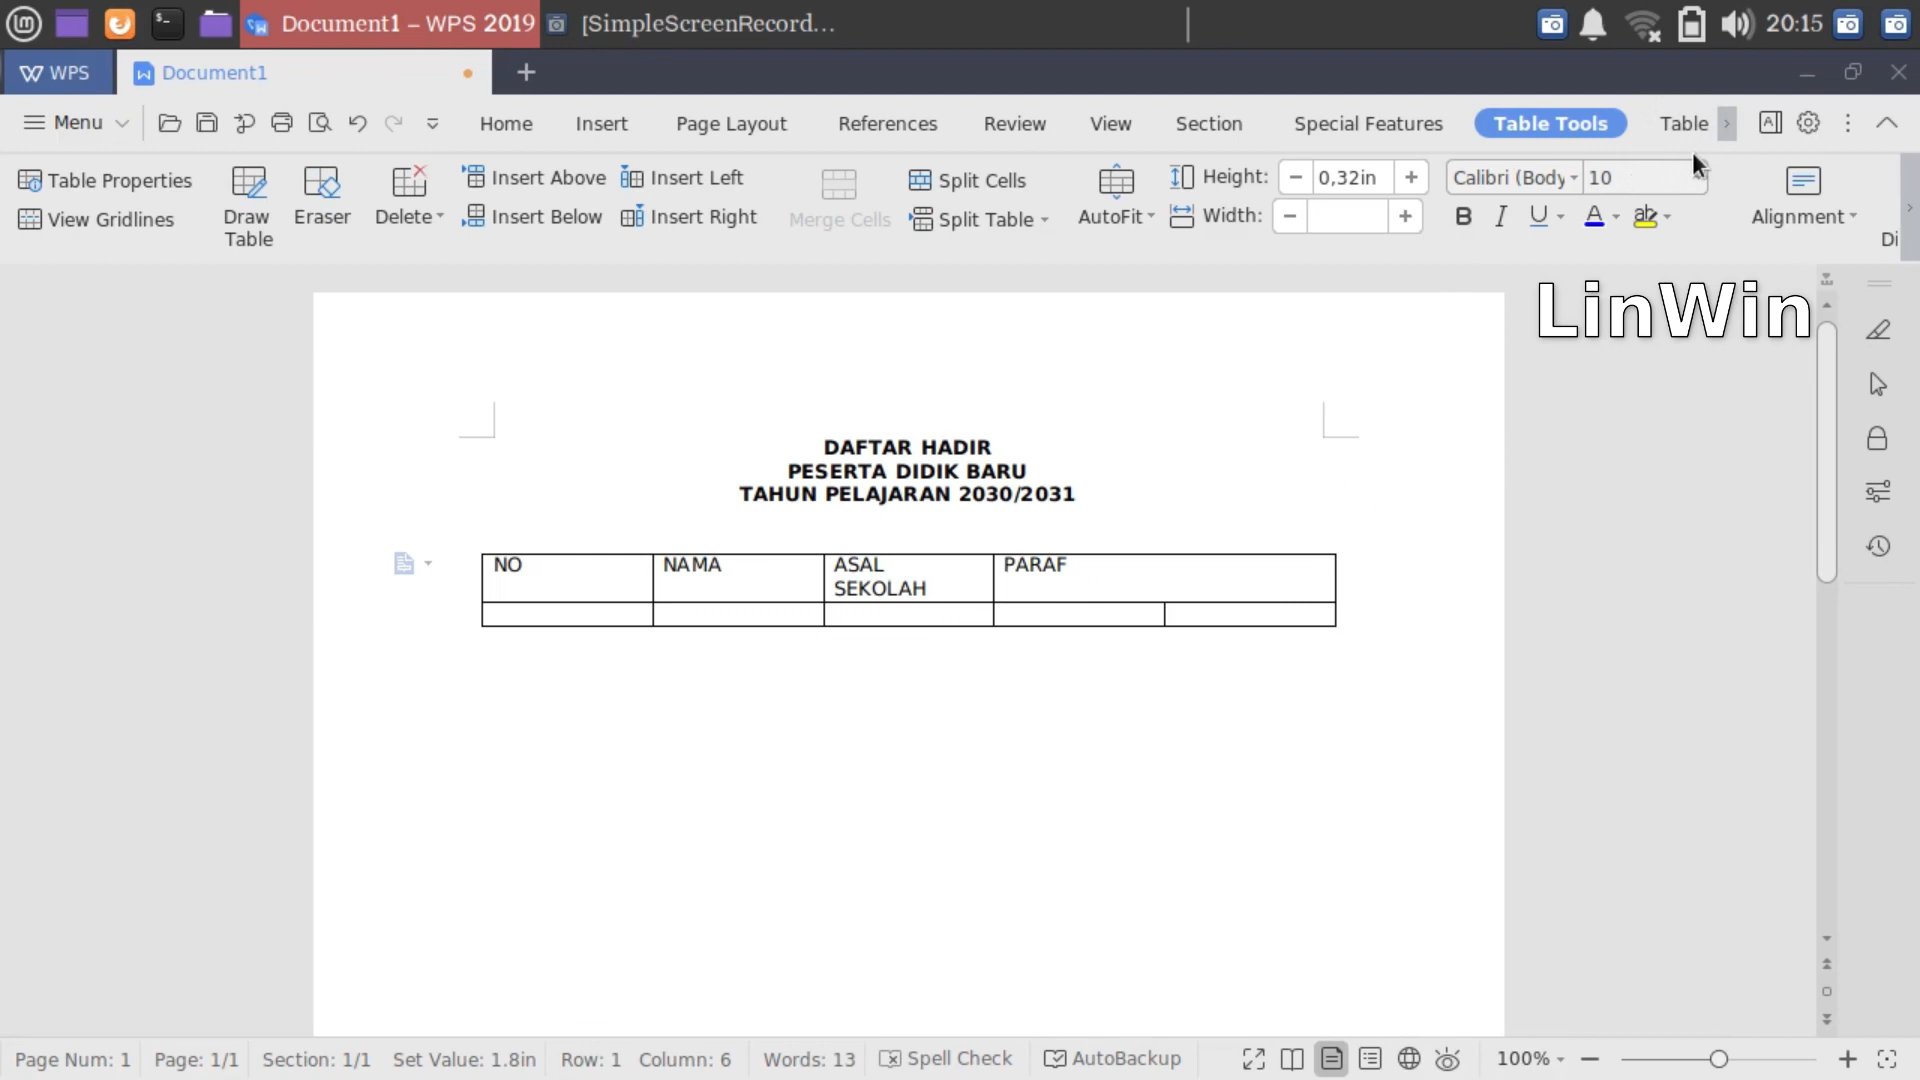 Document1 – WPS 2019
[SimpleScreenRecord...
20:15
WPS
Document1
Menu
Home
Insert
Page Layout
References
Review
View
Section
Special Features
Table Tools
Table
Table Properties
View Gridlines
Draw
Table
Eraser
Delete
Insert Above
Insert Below
Insert Left
Insert Right
Merge Cells
Split Cells
Split Table
AutoFit
Height: 0,32in
Width:
Calibri (Body
10
B I U A ab
Alignment
Di
LinWin
DAFTAR HADIR
PESERTA DIDIK BARU
TAHUN PELAJARAN 2030/2031
NO
NAMA
ASAL
SEKOLAH
PARAF
Page Num: 1
Page: 1/1
Section: 1/1
Set Value: 1.8in
Row: 1
Column: 6
Words: 13
Spell Check
AutoBackup
100%